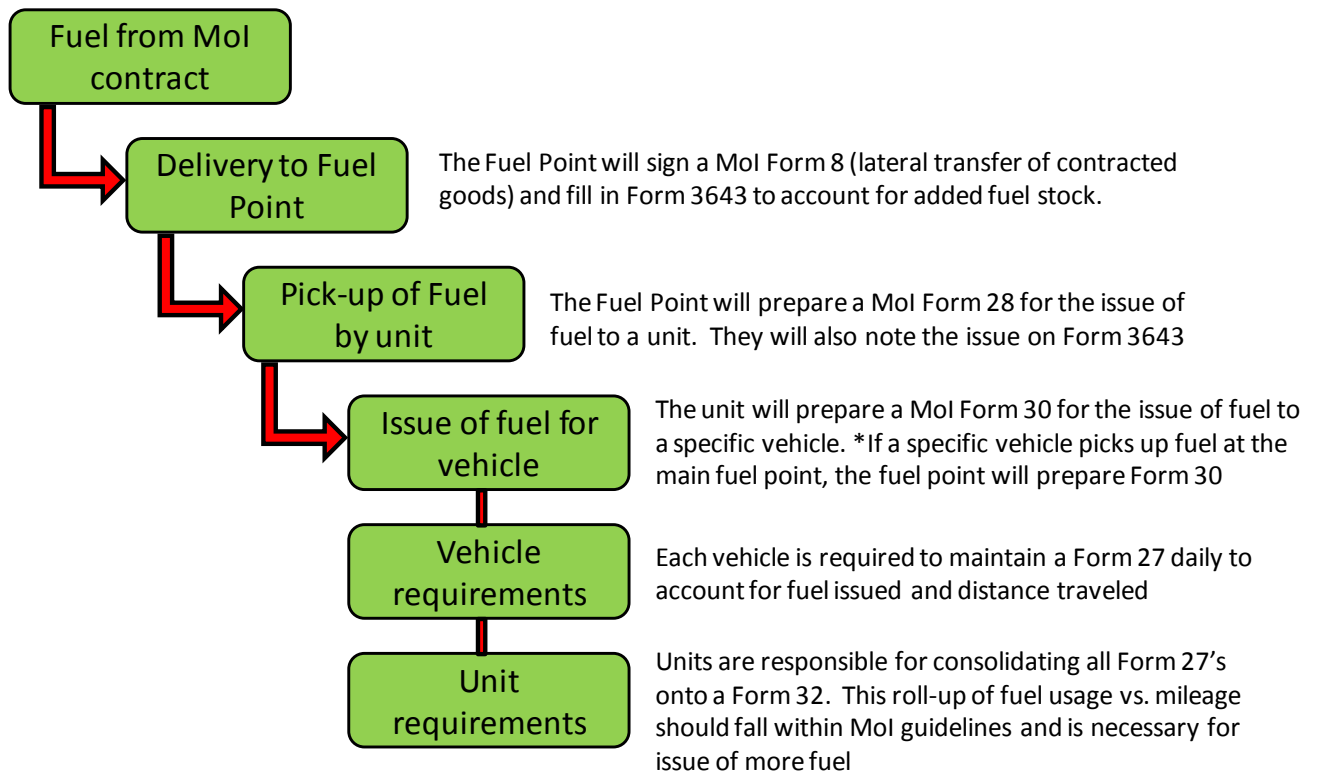 Fuel from MoI
contract
Delivery to Fuel
Point
The Fuel Point will sign a MoI Form 8 (lateral transfer of contracted
goods) and fill in Form 3643 to account for added fuel stock.
Pick-up of Fuel
by unit
The Fuel Point will prepare a MoI Form 28 for the issue of
fuel to a unit.  They will also note the issue on Form 3643
Issue of fuel for
vehicle
The unit will prepare a MoI Form 30 for the issue of fuel to
a specific vehicle. *If a specific vehicle picks up fuel at the
main fuel point, the fuel point will prepare Form 30
Vehicle
requirements
Each vehicle is required to maintain a Form 27 daily to
account for fuel issued and distance traveled
Unit
requirements
Units are responsible for consolidating all Form 27's
onto a Form 32.  This roll-up of fuel usage vs. mileage
should fall within MoI guidelines and is necessary for
issue of more fuel